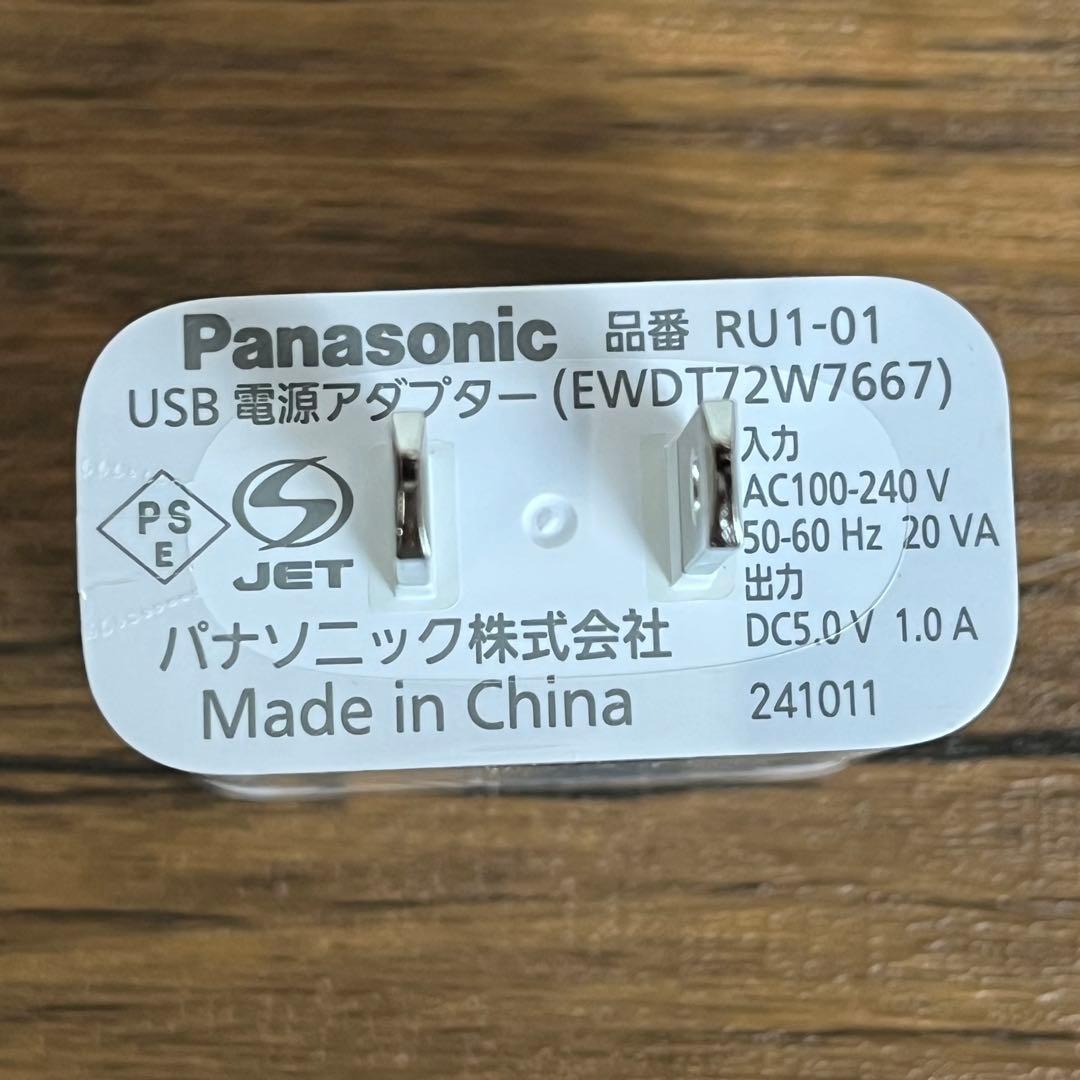 Panasonic 品番 RU1-01
USB 電源アダプター (EWDT72W7667)
入力
AC100-240 V
50-60 Hz 20 VA
出力
DC5.0 V 1.0 A
PS
E
JET
パナソニック株式会社
Made in China
241011